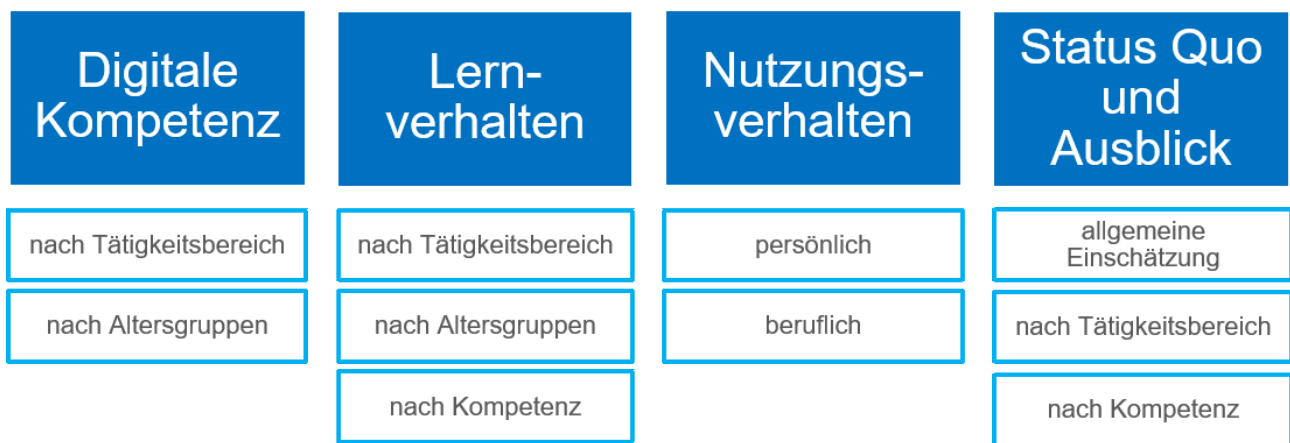 Digitale
Kompetenz
nach Tätigkeitsbereich
nach Altersgruppen
Lern-
verhalten
nach Tätigkeitsbereich
nach Altersgruppen
nach Kompetenz
Nutzungs-
verhalten
persönlich
beruflich
Status Quo
und
Ausblick
allgemeine
Einschätzung
nach Tätigkeitsbereich
nach Kompetenz